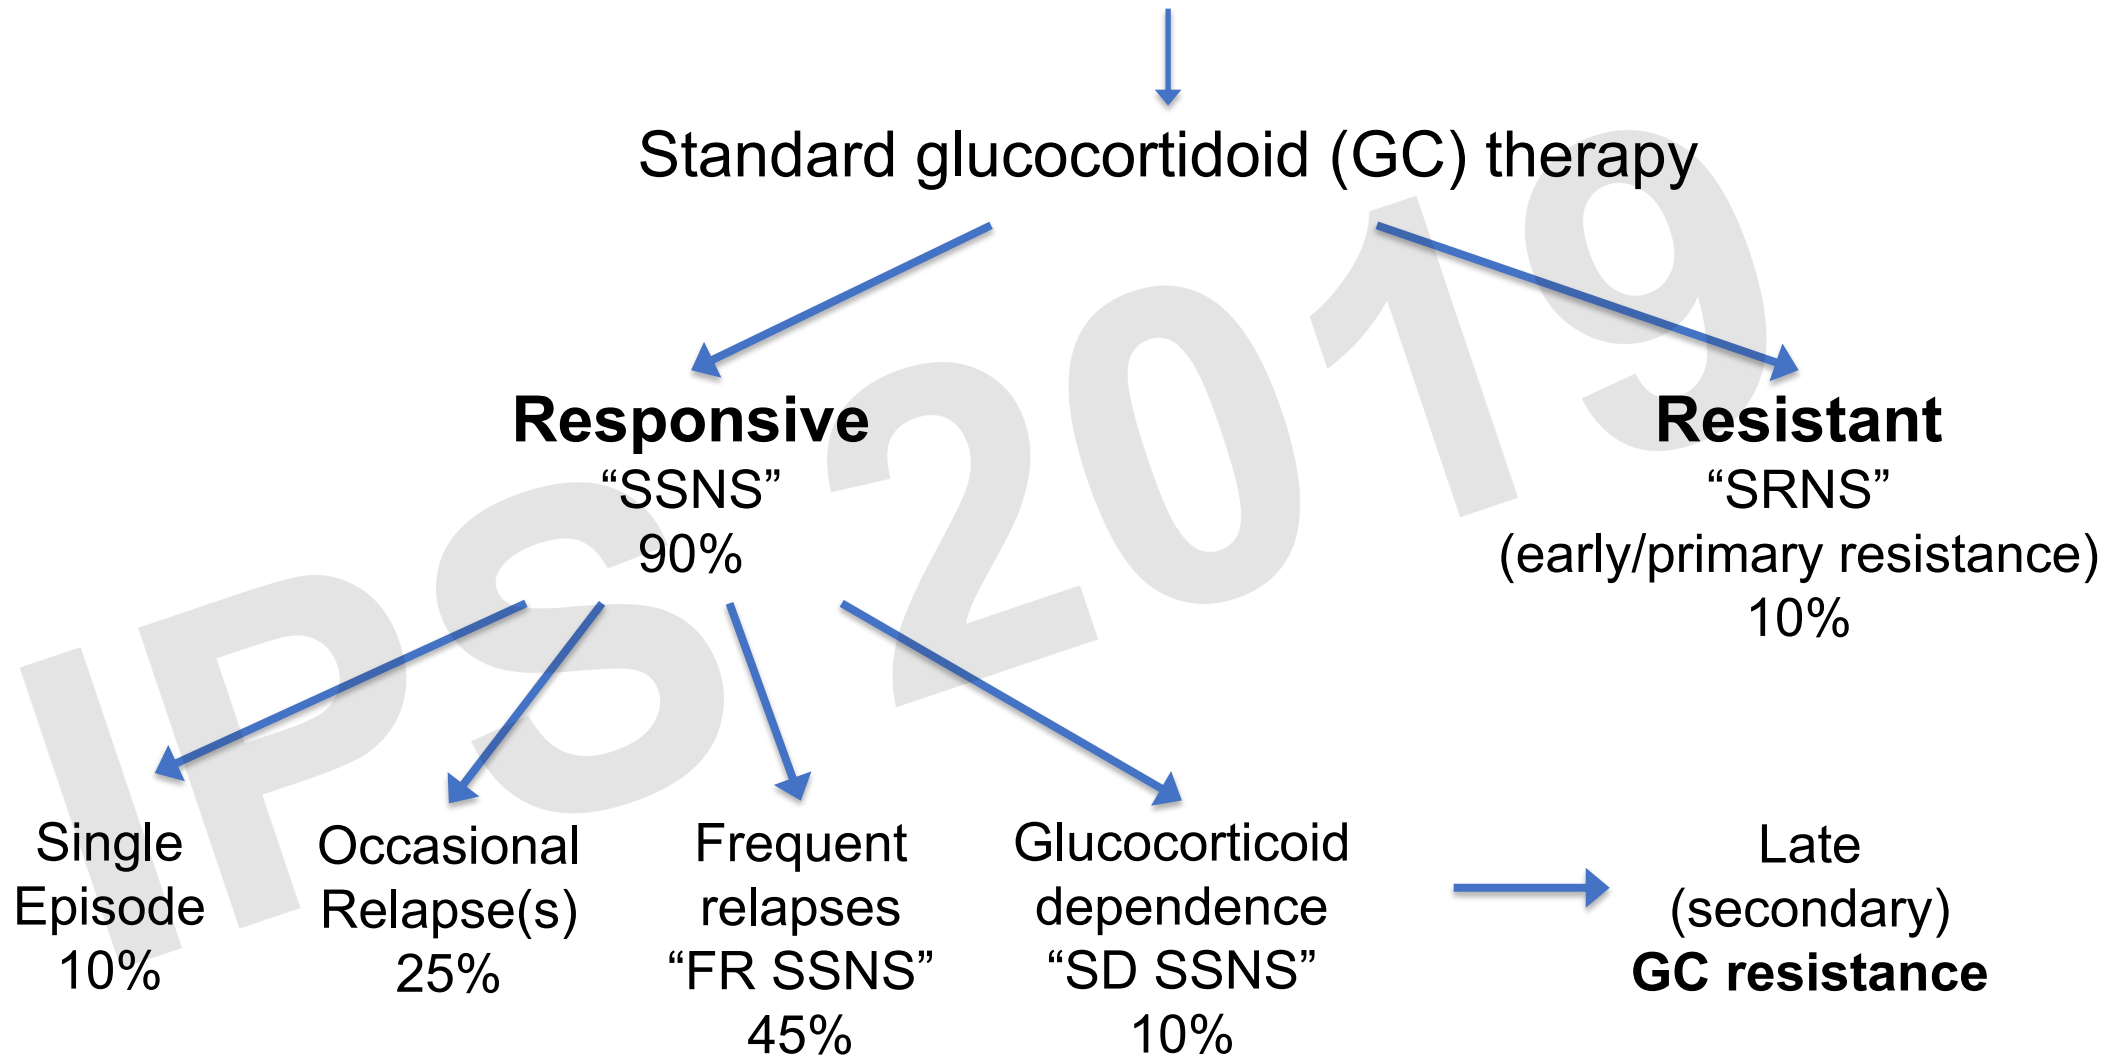 Standard glucocortidoid (GC) therapy
Responsive
“SSNS”
90%
Resistant
“SRNS”
(early/primary resistance)
10%
Single
Episode
10%
Occasional
Relapse(s)
25%
Frequent
relapses
“FR SSNS”
45%
Glucocorticoid
dependence
“SD SSNS”
10%
Late
(secondary)
GC resistance
IPS 2019